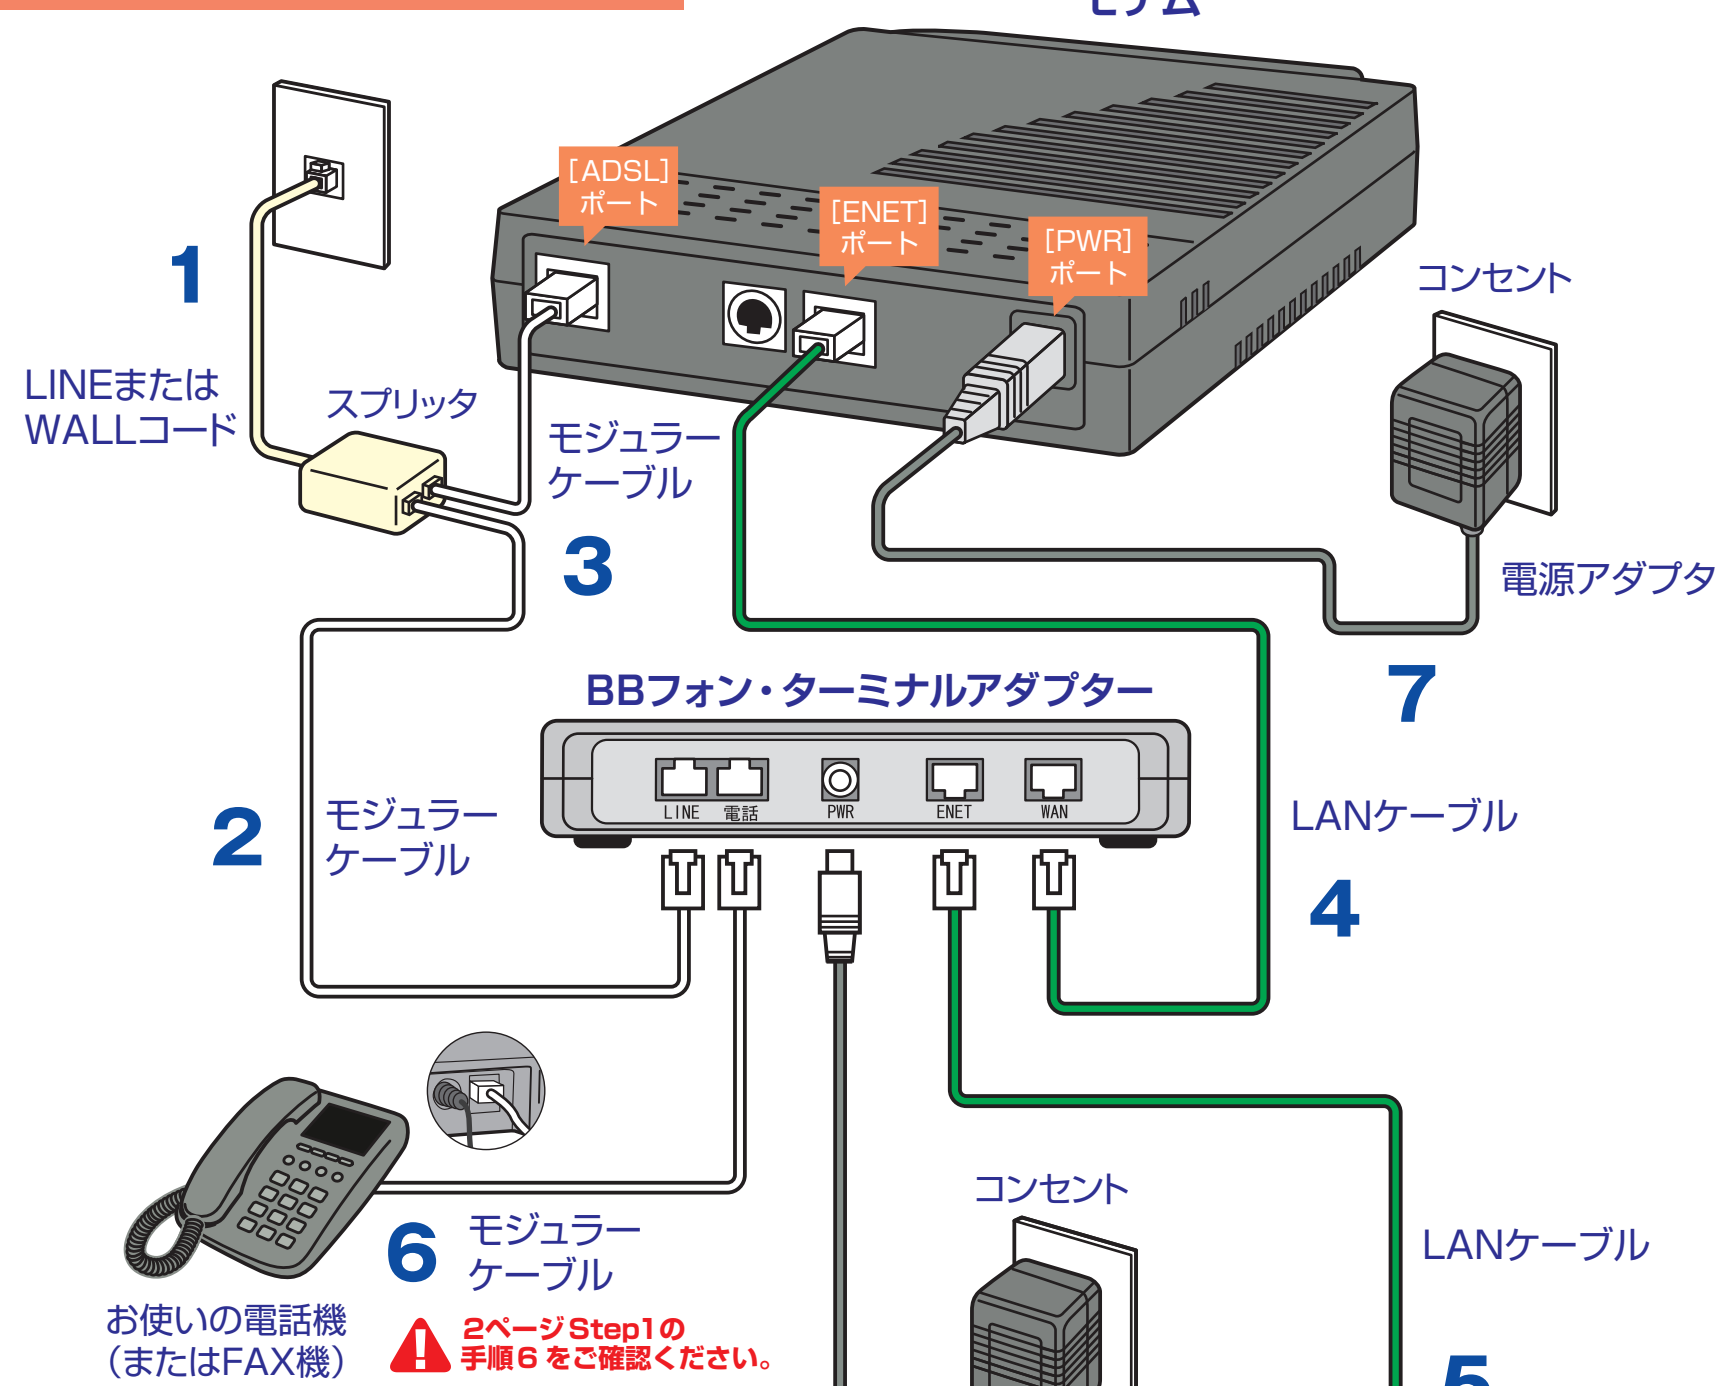 モデム
[ADSL]
ポート
[ENET]
ポート
[PWR]
ポート
コンセント
1
LINEまたは
WALLコード
スプリッタ
モジュラー
ケーブル
3
電源アダプタ
7
BBフォン・ターミナルアダプター
LINE 電話 PWR ENET WAN
2
モジュラー
ケーブル
LANケーブル
4
コンセント
6
モジュラー
ケーブル
LANケーブル
お使いの電話機
（またはFAX機）
2ページStep1の
手順6をご確認ください。
5